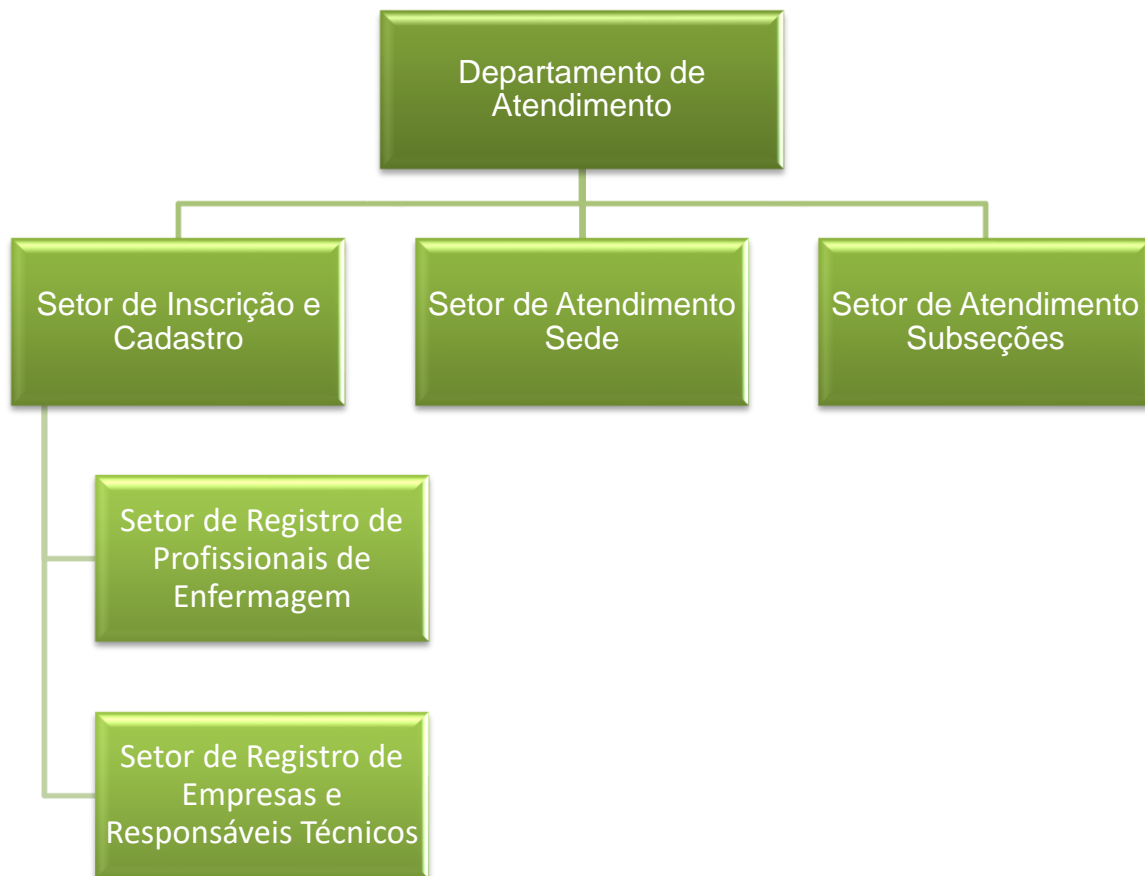 Departamento de
Atendimento
Setor de Inscrição e
Cadastro
Setor de Atendimento
Sede
Setor de Atendimento
Subseções
Setor de Registro de
Profissionais de
Enfermagem
Setor de Registro de
Empresas e
Responsáveis Técnicos